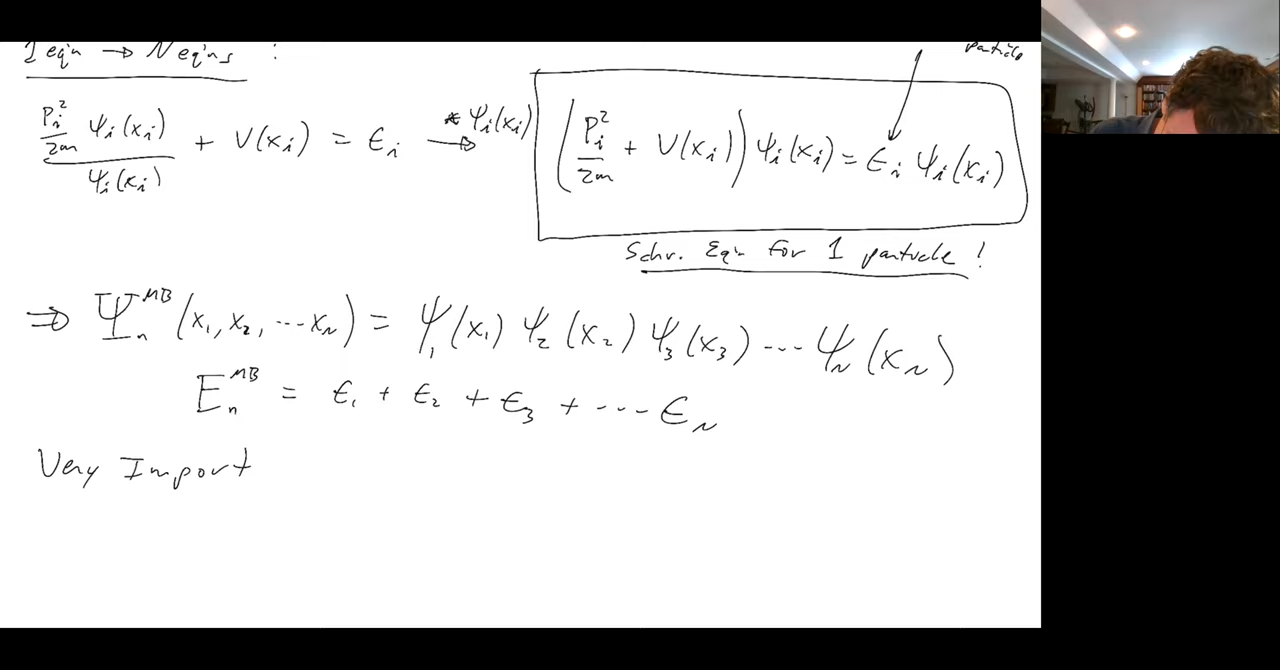 1 eq'n → N eq'ns :
particle
P_i^2/2m ψ_i(x_i) / ψ_i(x_i) + V(x_i) = ϵ_i → * ψ_i(x_i) (P_i^2/2m + V(x_i)) ψ_i(x_i) = ϵ_i ψ_i(x_i)
Schr. Eq'n for 1 particle !
⇒ Ψ_n^MB (x_1, x_2, ... x_N) = ψ_1(x_1) ψ_2(x_2) ψ_3(x_3) ... ψ_N(x_N)
E_n^MB = ϵ_1 + ϵ_2 + ϵ_3 + ... ϵ_N
Very Import